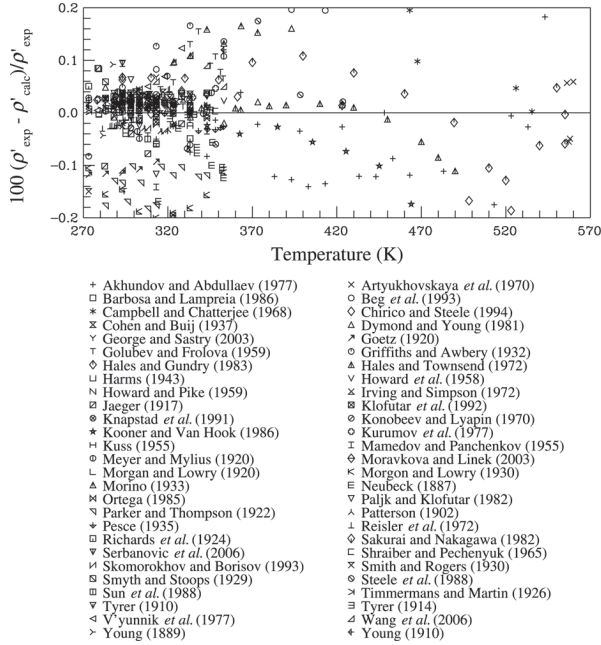 0.2
0.1
0.0
−0.1
−0.2
100 (ρ'exp - ρ'calc)/ρ'exp
270 320 370 420 470 520 570
Temperature (K)
Akhundov and Abdullaev (1977)
Barbosa and Lampreia (1986)
Campbell and Chatterjee (1968)
Cohen and Buij (1937)
George and Sastry (2003)
Golubev and Frolova (1959)
Hales and Gundry (1983)
Harms (1943)
Howard and Pike (1959)
Jaeger (1917)
Knapstad et al. (1991)
Kooner and Van Hook (1986)
Kuss (1955)
Meyer and Mylius (1920)
Morgan and Lowry (1920)
Morino (1933)
Ortega (1985)
Parker and Thompson (1922)
Pesce (1935)
Richards et al. (1924)
Serbanovic et al. (2006)
Skomorokhov and Borisov (1993)
Smyth and Stoops (1929)
Sun et al. (1988)
Tyrer (1910)
V'yunnik et al. (1977)
Young (1889)
Artyukhovskaya et al. (1970)
Beg et al. (1993)
Chirico and Steele (1994)
Dymond and Young (1981)
Goetz (1920)
Griffiths and Awbery (1932)
Hales and Townsend (1972)
Howard et al. (1958)
Irving and Simpson (1972)
Klofutar et al. (1992)
Konobeev and Lyapin (1970)
Kurumov et al. (1977)
Mamedov and Panchenkov (1955)
Moravkova and Linek (2003)
Morgon and Lowry (1930)
Neubeck (1887)
Paljk and Klofutar (1982)
Patterson (1902)
Reisler et al. (1972)
Sakurai and Nakagawa (1982)
Shraiber and Pechenyuk (1965)
Smith and Rogers (1930)
Steele et al. (1988)
Timmermans and Martin (1926)
Tyrer (1914)
Wang et al. (2006)
Young (1910)